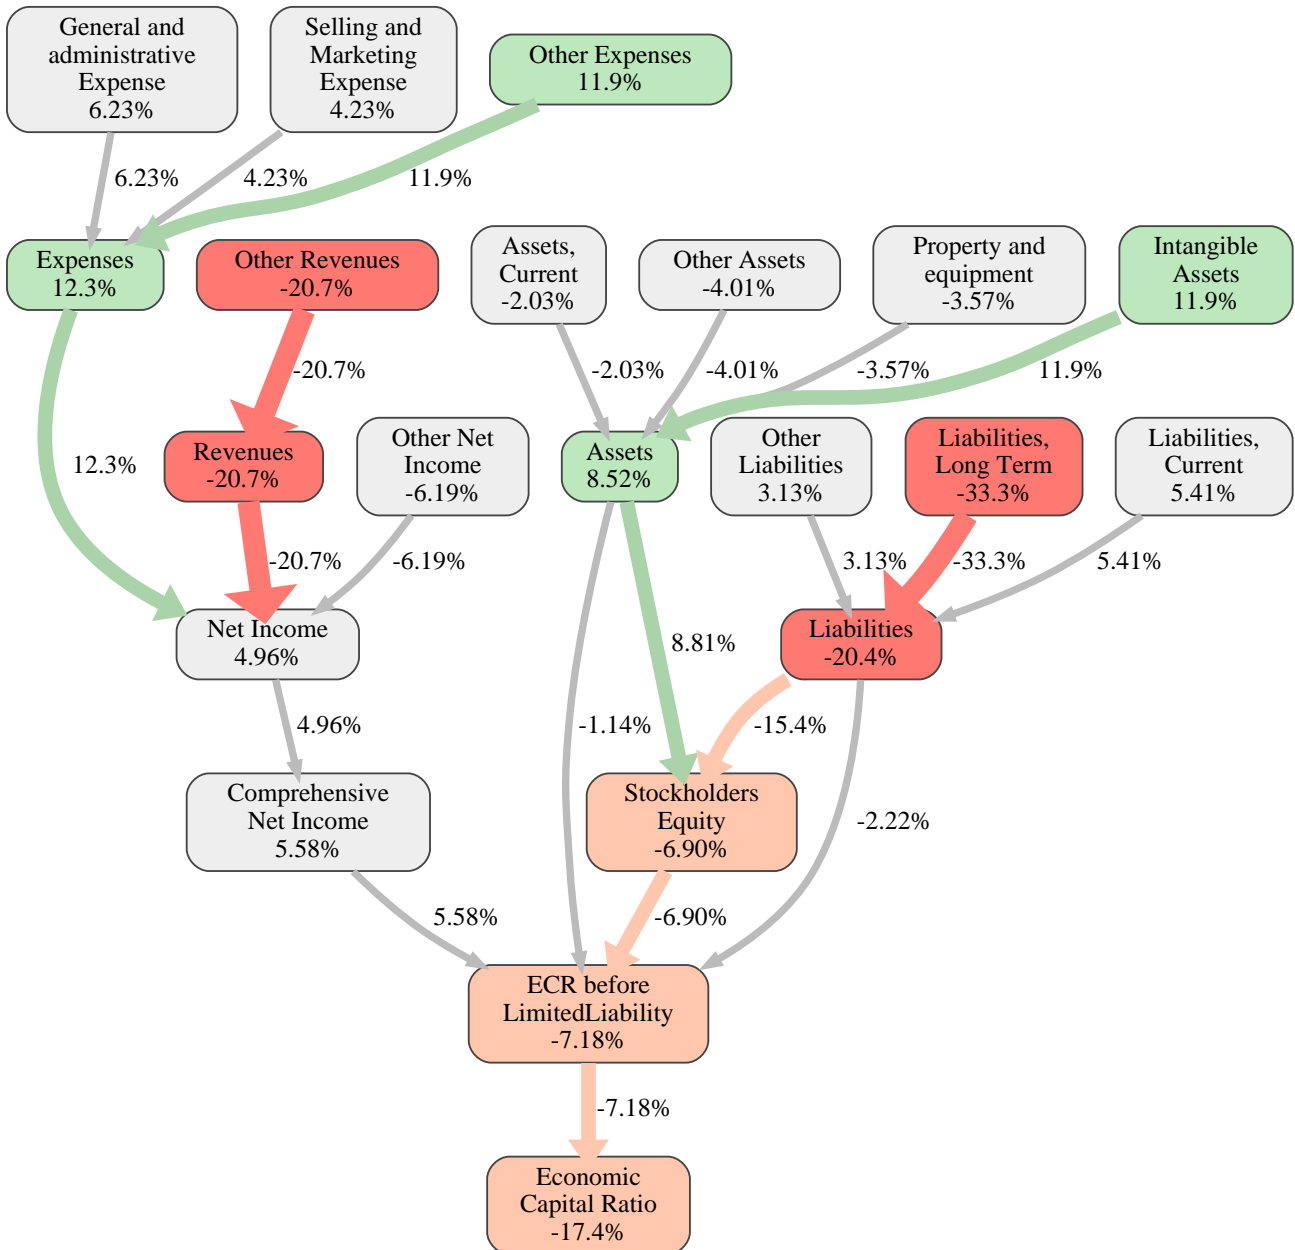 General and
administrative
Expense
6.23%
Selling and
Marketing
Expense
4.23%
Other Expenses
11.9%
6.23%
4.23%
11.9%
Expenses
12.3%
Other Revenues
-20.7%
Assets,
Current
-2.03%
Other Assets
-4.01%
Property and
equipment
-3.57%
Intangible
Assets
11.9%
-20.7%
-2.03%
-4.01%
-3.57%
11.9%
12.3%
Revenues
-20.7%
Other Net
Income
-6.19%
Assets
8.52%
Other
Liabilities
3.13%
Liabilities,
Long Term
-33.3%
Liabilities,
Current
5.41%
-20.7%
-6.19%
3.13%
-33.3%
5.41%
Net Income
4.96%
8.81%
Liabilities
-20.4%
4.96%
-1.14%
-15.4%
Comprehensive
Net Income
5.58%
Stockholders
Equity
-6.90%
-2.22%
5.58%
-6.90%
ECR before
LimitedLiability
-7.18%
-7.18%
Economic
Capital Ratio
-17.4%